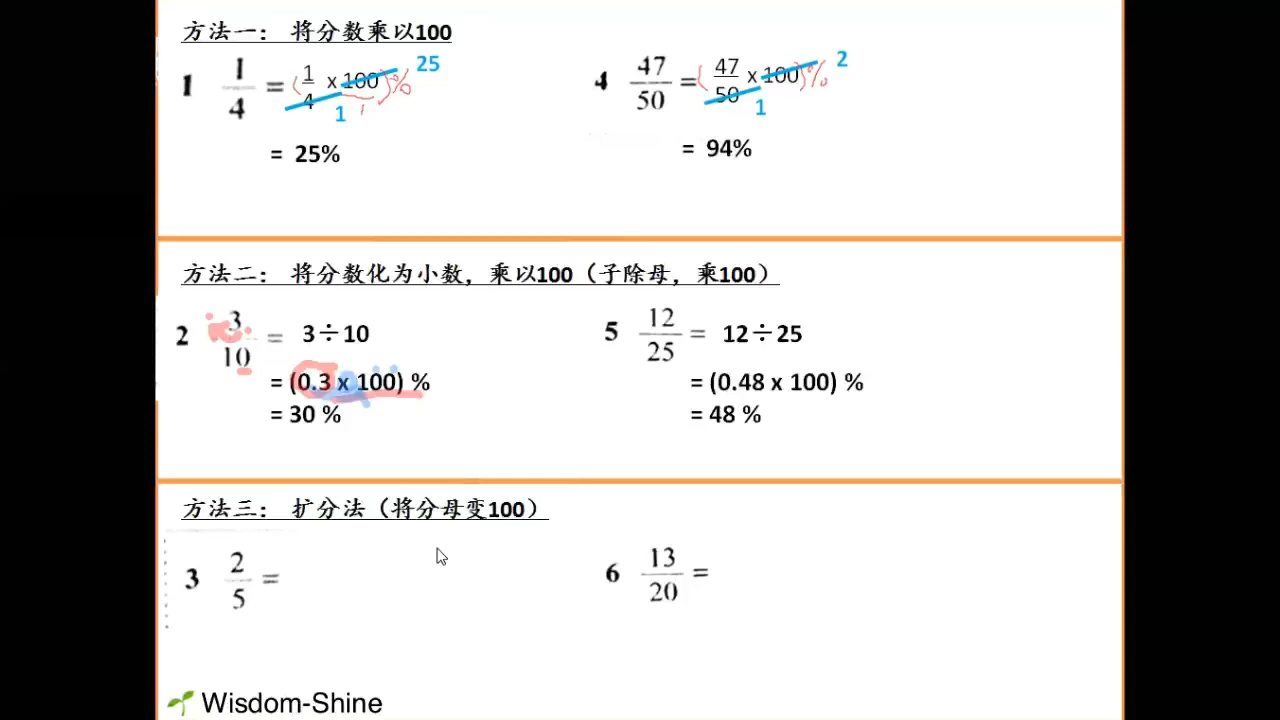 方法一： 将分数乘以100
1 1/4 = (1/4 x 100)% 25 1
= 25%
4 47/50 = (47/50 x 100)% 2 1
= 94%
方法二： 将分数化为小数，乘以100（子除母，乘100）
2 3/10 = 3÷10
= (0.3 x 100) %
= 30 %
5 12/25 = 12÷25
= (0.48 x 100) %
= 48 %
方法三： 扩分法（将分母变100）
3 2/5 =
6 13/20 =
Wisdom-Shine